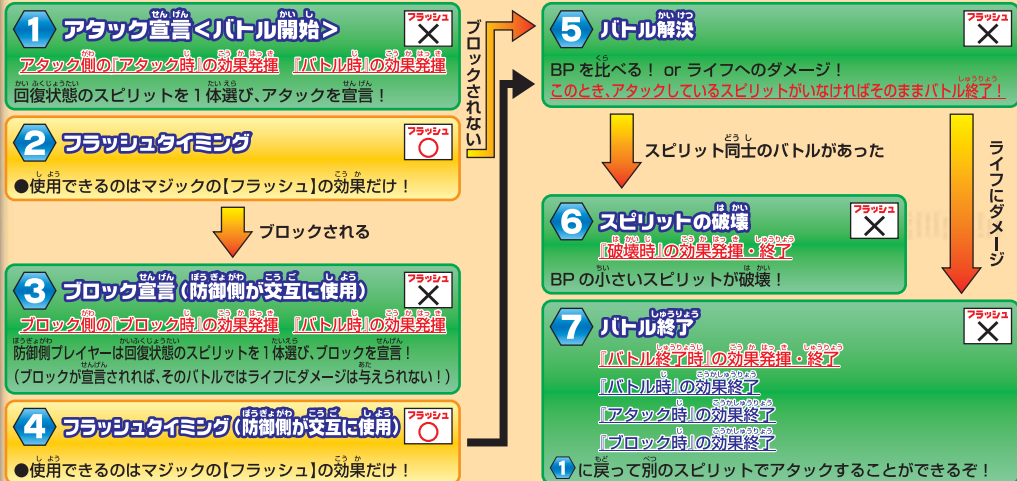 1 アタック宣言<バトル開始>
フラッシュ ×
アタック側の『アタック時』の効果発揮 『バトル時』の効果発揮
回復状態のスピリットを1体選び、アタックを宣言!
2 フラッシュタイミング
フラッシュ ○
●使用できるのはマジックの【フラッシュ】の効果だけ!
ブロックされない
ブロックされる
3 ブロック宣言(防御側が交互に使用)
フラッシュ ×
ブロック側の『ブロック時』の効果発揮 『バトル時』の効果発揮
防御側プレイヤーは回復状態のスピリットを1体選び、ブロックを宣言!
(ブロックが宣言されれば、そのバトルではライフにダメージは与えられない!)
4 フラッシュタイミング(防御側が交互に使用)
フラッシュ ○
●使用できるのはマジックの【フラッシュ】の効果だけ!
5 バトル解決
フラッシュ ×
BPを比べる! or ライフへのダメージ!
このとき、アタックしているスピリットがいなければそのままバトル終了!
スピリット同士のバトルがあった
ライフにダメージ
6 スピリットの破壊
フラッシュ ×
『破壊時』の効果発揮・終了
BPの小さいスピリットが破壊!
7 バトル終了
フラッシュ ×
『バトル終了時』の効果発揮・終了
『バトル時』の効果終了
『アタック時』の効果終了
『ブロック時』の効果終了
1に戻って別のスピリットでアタックすることができるぞ!